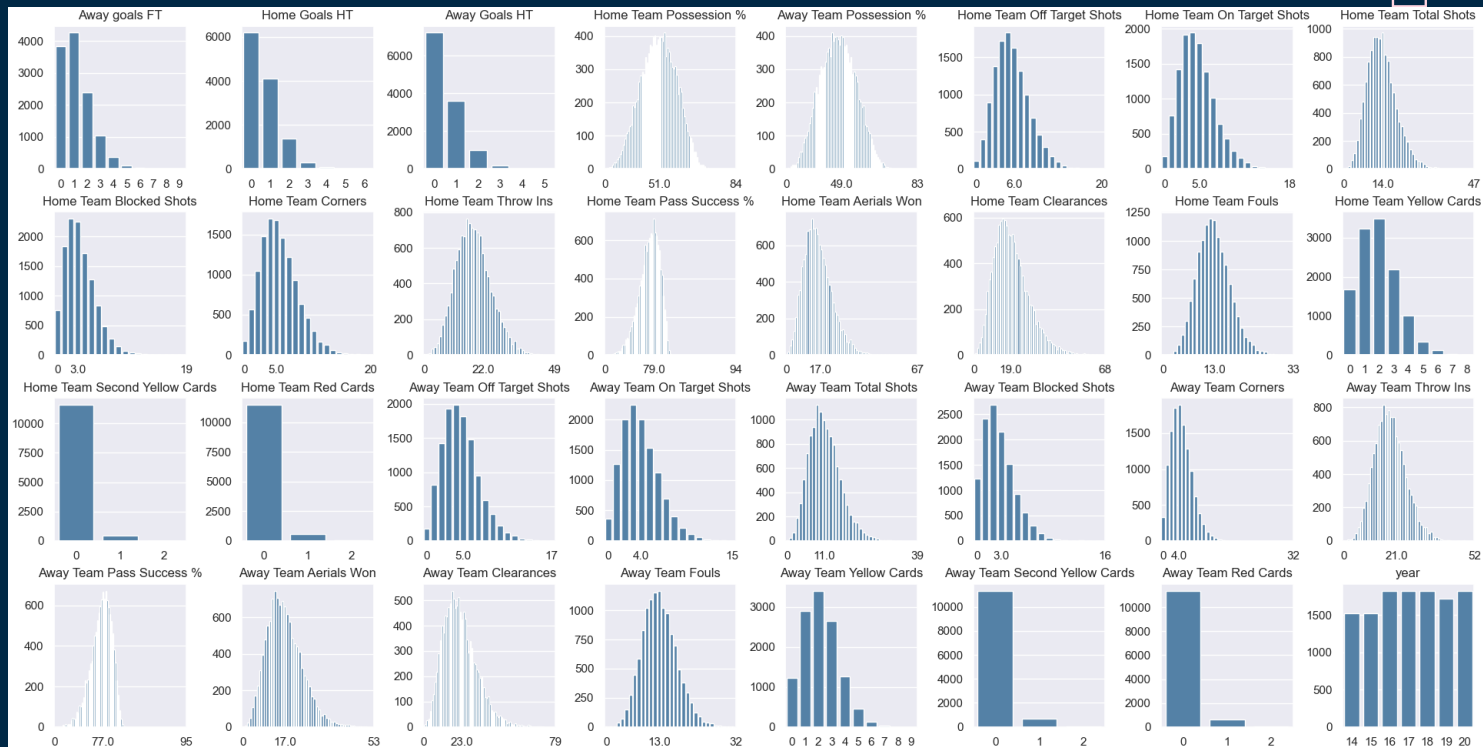 Away goals FT
4000
3000
2000
1000
0
0 1 2 3 4 5 6 7 8 9
Home Goals HT
6000
4000
2000
0
0 1 2 3 4 5 6
Away Goals HT
6000
4000
2000
0
0 1 2 3 4 5
Home Team Possession %
400
300
200
100
0
0 51.0 84
Away Team Possession %
400
300
200
100
0
0 49.0 83
Home Team Off Target Shots
1500
1000
500
0
0 6.0 20
Home Team On Target Shots
2000
1500
1000
500
0
0 5.0 18
Home Team Total Shots
1000
800
600
400
200
0
0 14.0 47
Home Team Blocked Shots
2000
1500
1000
500
0
0 3.0 19
Home Team Corners
1500
1000
500
0
0 5.0 20
Home Team Throw Ins
800
600
400
200
0
0 22.0 49
Home Team Pass Success %
600
400
200
0
0 79.0 94
Home Team Aerials Won
600
400
200
0
0 17.0 67
Home Team Clearances
600
400
200
0
0 19.0 68
Home Team Fouls
1250
1000
750
500
250
0
0 13.0 33
Home Team Yellow Cards
3000
2000
1000
0
0 1 2 3 4 5 6 7 8
Home Team Second Yellow Cards
10000
7500
5000
2500
0
0 1 2
Home Team Red Cards
10000
7500
5000
2500
0
0 1 2
Away Team Off Target Shots
2000
1500
1000
500
0
0 5.0 17
Away Team On Target Shots
2000
1500
1000
500
0
0 4.0 15
Away Team Total Shots
1000
800
600
400
200
0
0 11.0 39
Away Team Blocked Shots
2500
2000
1500
1000
500
0
0 3.0 16
Away Team Corners
1500
1000
500
0
0 4.0 32
Away Team Throw Ins
800
600
400
200
0
0 21.0 52
Away Team Pass Success %
600
400
200
0
0 77.0 95
Away Team Aerials Won
600
400
200
0
0 17.0 53
Away Team Clearances
500
400
300
200
100
0
0 23.0 79
Away Team Fouls
1000
750
500
250
0
0 13.0 32
Away Team Yellow Cards
3000
2000
1000
0
0 1 2 3 4 5 6 7 8 9
Away Team Second Yellow Cards
10000
8000
6000
4000
2000
0
0 1 2
Away Team Red Cards
10000
8000
6000
4000
2000
0
0 1 2
year
1500
1000
500
0
14 15 16 17 18 19 20